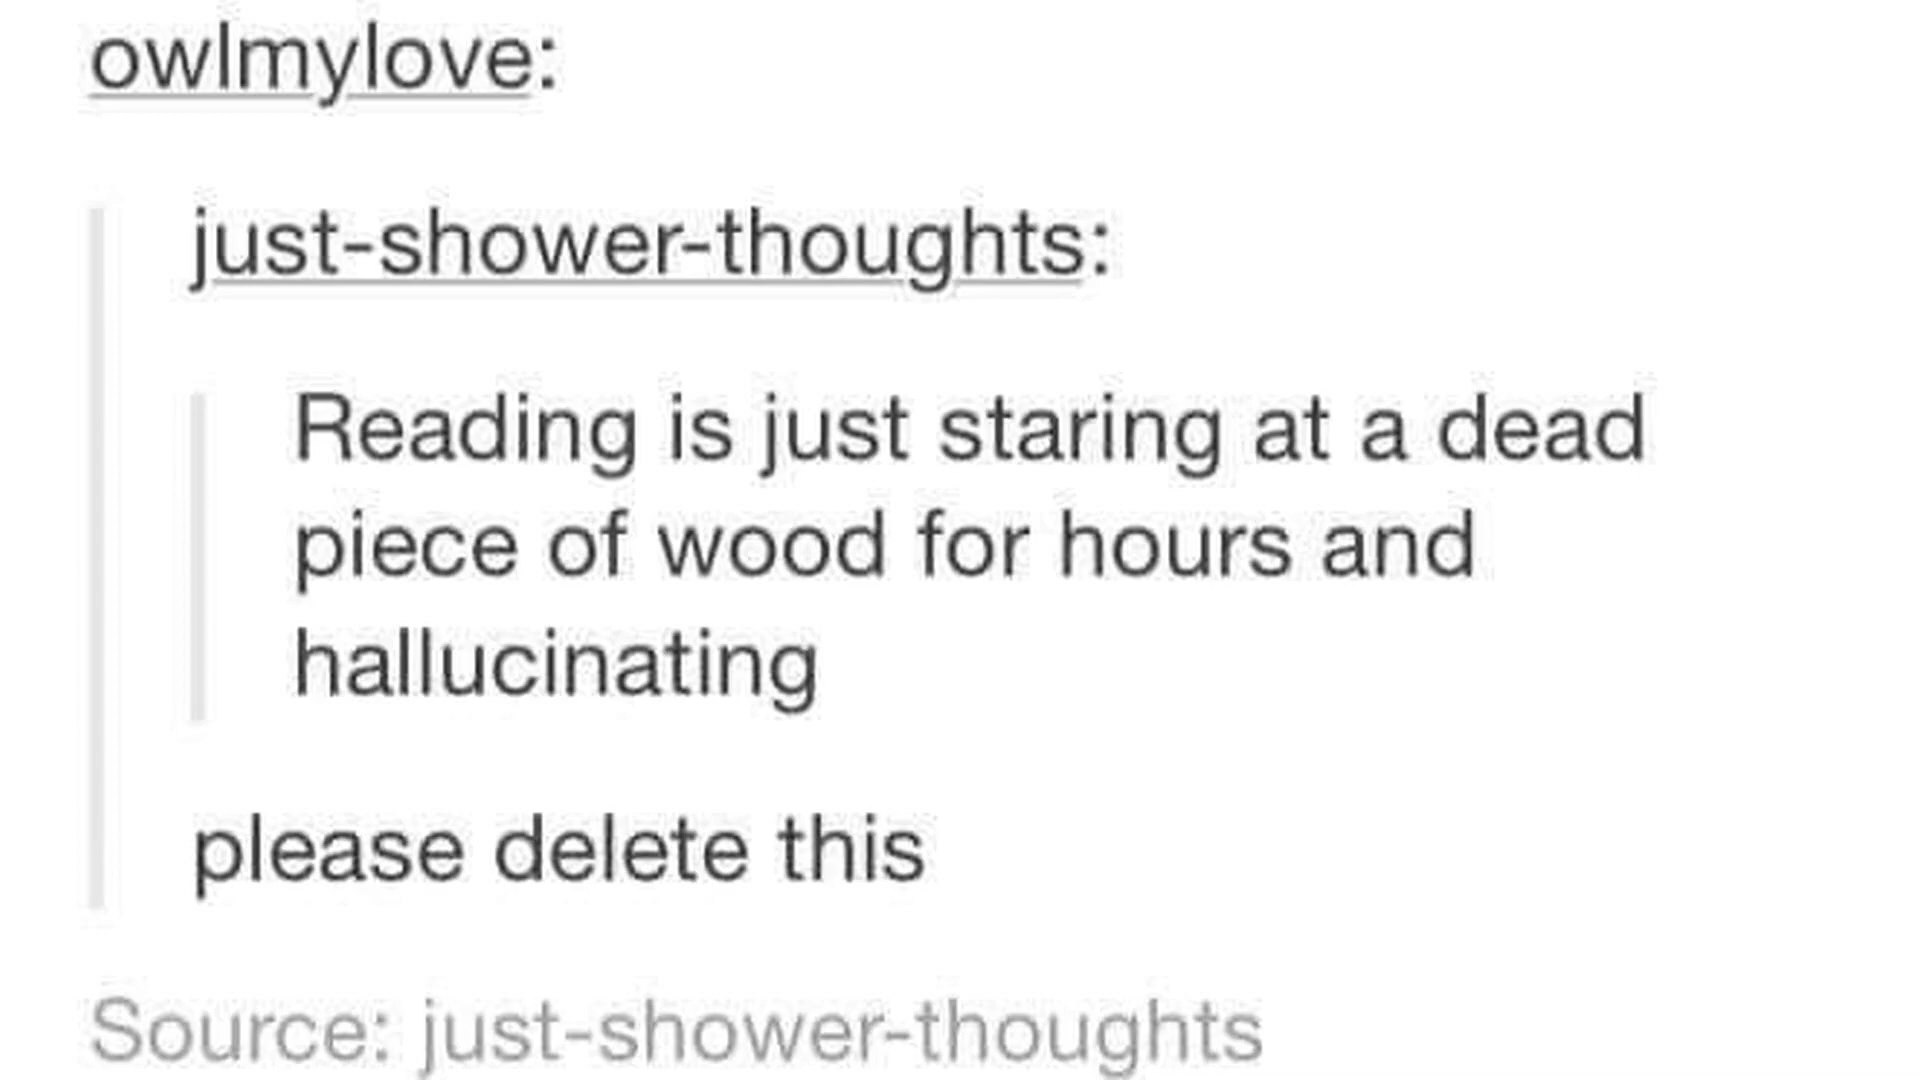 owlmylove:
just-shower-thoughts:
Reading is just staring at a dead
piece of wood for hours and
hallucinating
please delete this
Source: just-shower-thoughts